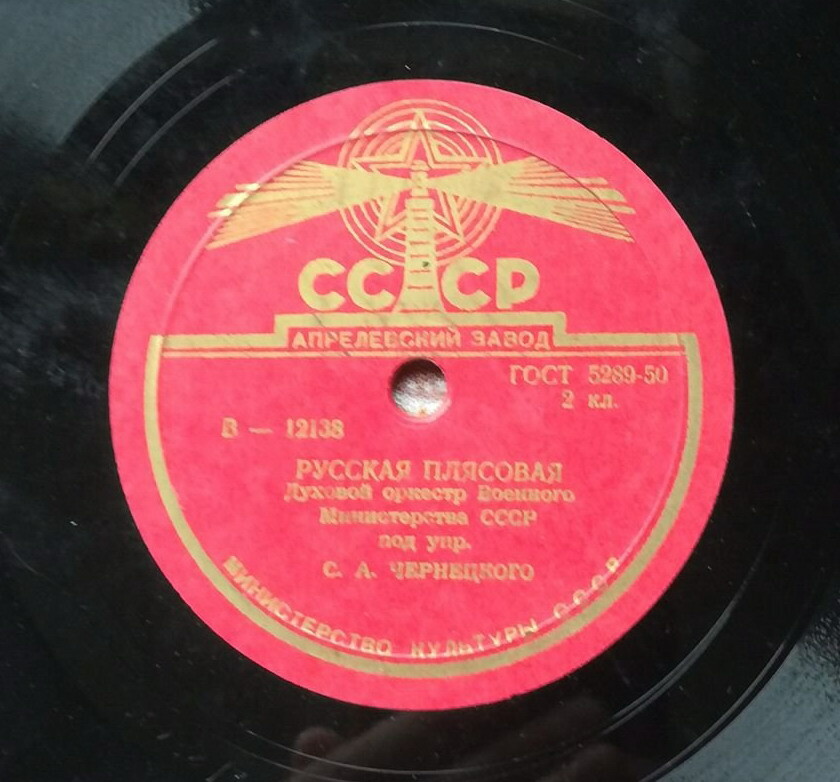 СССР
АПРЕЛЕВСКИЙ ЗАВОД
ГОСТ 5289-50
2 кл.
В — 12138
РУССКАЯ ПЛЯСОВАЯ
Духовой оркестр Военного
Министерства СССР
под упр.
С. А. ЧЕРНЕЦКОГО
МИНИСТЕРСТВО КУЛЬТУРЫ СССР